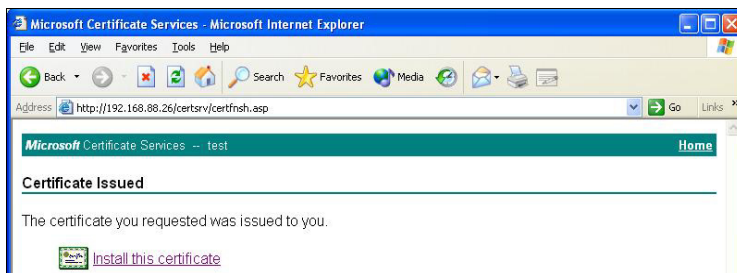 Microsoft Certificate Services - Microsoft Internet Explorer
File Edit View Favorites Tools Help
Back Search Favorites Media
Address http://192.168.88.26/certsrv/certfnsh.asp Go Links »
Microsoft Certificate Services -- test Home
Certificate Issued
The certificate you requested was issued to you.
Install this certificate